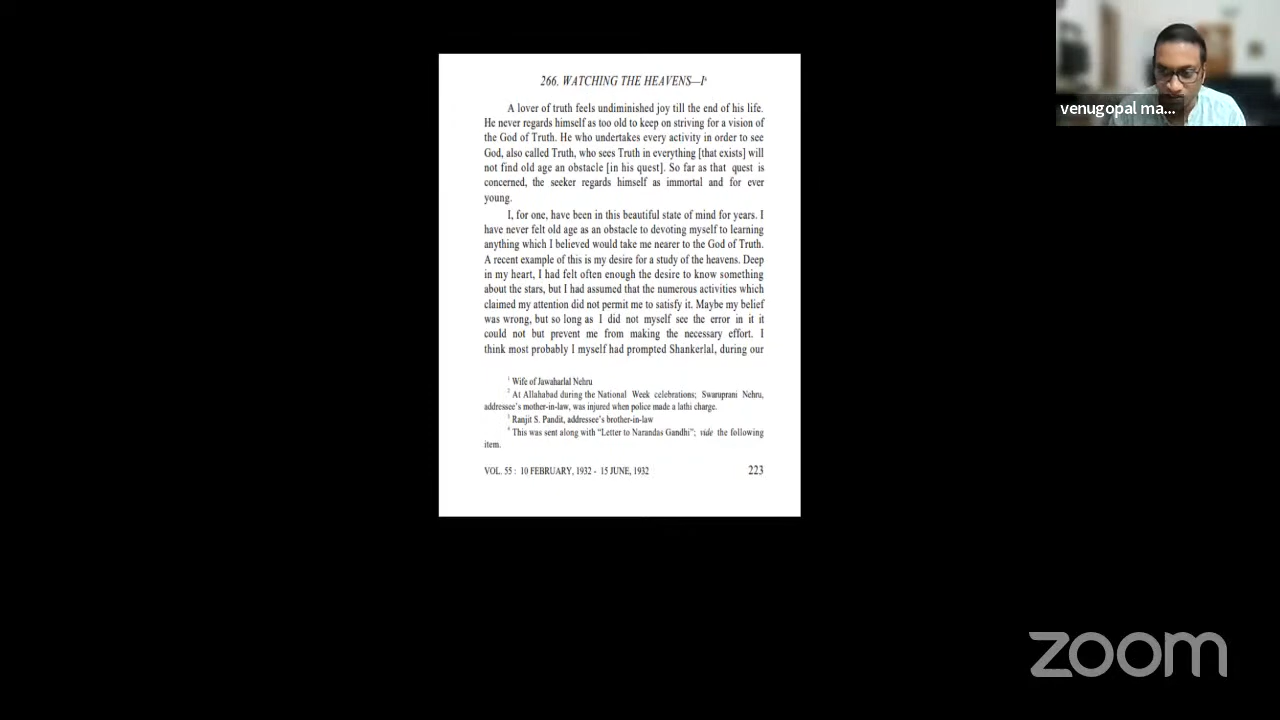 266. WATCHING THE HEAVENS—I⁴
A lover of truth feels undiminished joy till the end of his life.
He never regards himself as too old to keep on striving for a vision of
the God of Truth. He who undertakes every activity in order to see
God, also called Truth, who sees Truth in everything [that exists] will
not find old age an obstacle [in his quest]. So far as that quest is
concerned, the seeker regards himself as immortal and for ever
young.
I, for one, have been in this beautiful state of mind for years. I
have never felt old age as an obstacle to devoting myself to learning
anything which I believed would take me nearer to the God of Truth.
A recent example of this is my desire for a study of the heavens. Deep
in my heart, I had felt often enough the desire to know something
about the stars, but I had assumed that the numerous activities which
claimed my attention did not permit me to satisfy it. Maybe my belief
was wrong, but so long as I did not myself see the error in it it
could not but prevent me from making the necessary effort. I
think most probably I myself had prompted Shankerlal, during our
¹ Wife of Jawaharlal Nehru
² At Allahabad during the National Week celebrations; Swaruprani Nehru,
addressee's mother-in-law, was injured when police made a lathi charge.
³ Ranjit S. Pandit, addressee's brother-in-law
⁴ This was sent along with “Letter to Narandas Gandhi”; vide the following
item.
VOL. 55 : 10 FEBRUARY, 1932 - 15 JUNE, 1932 223
venugopal ma...
zoom